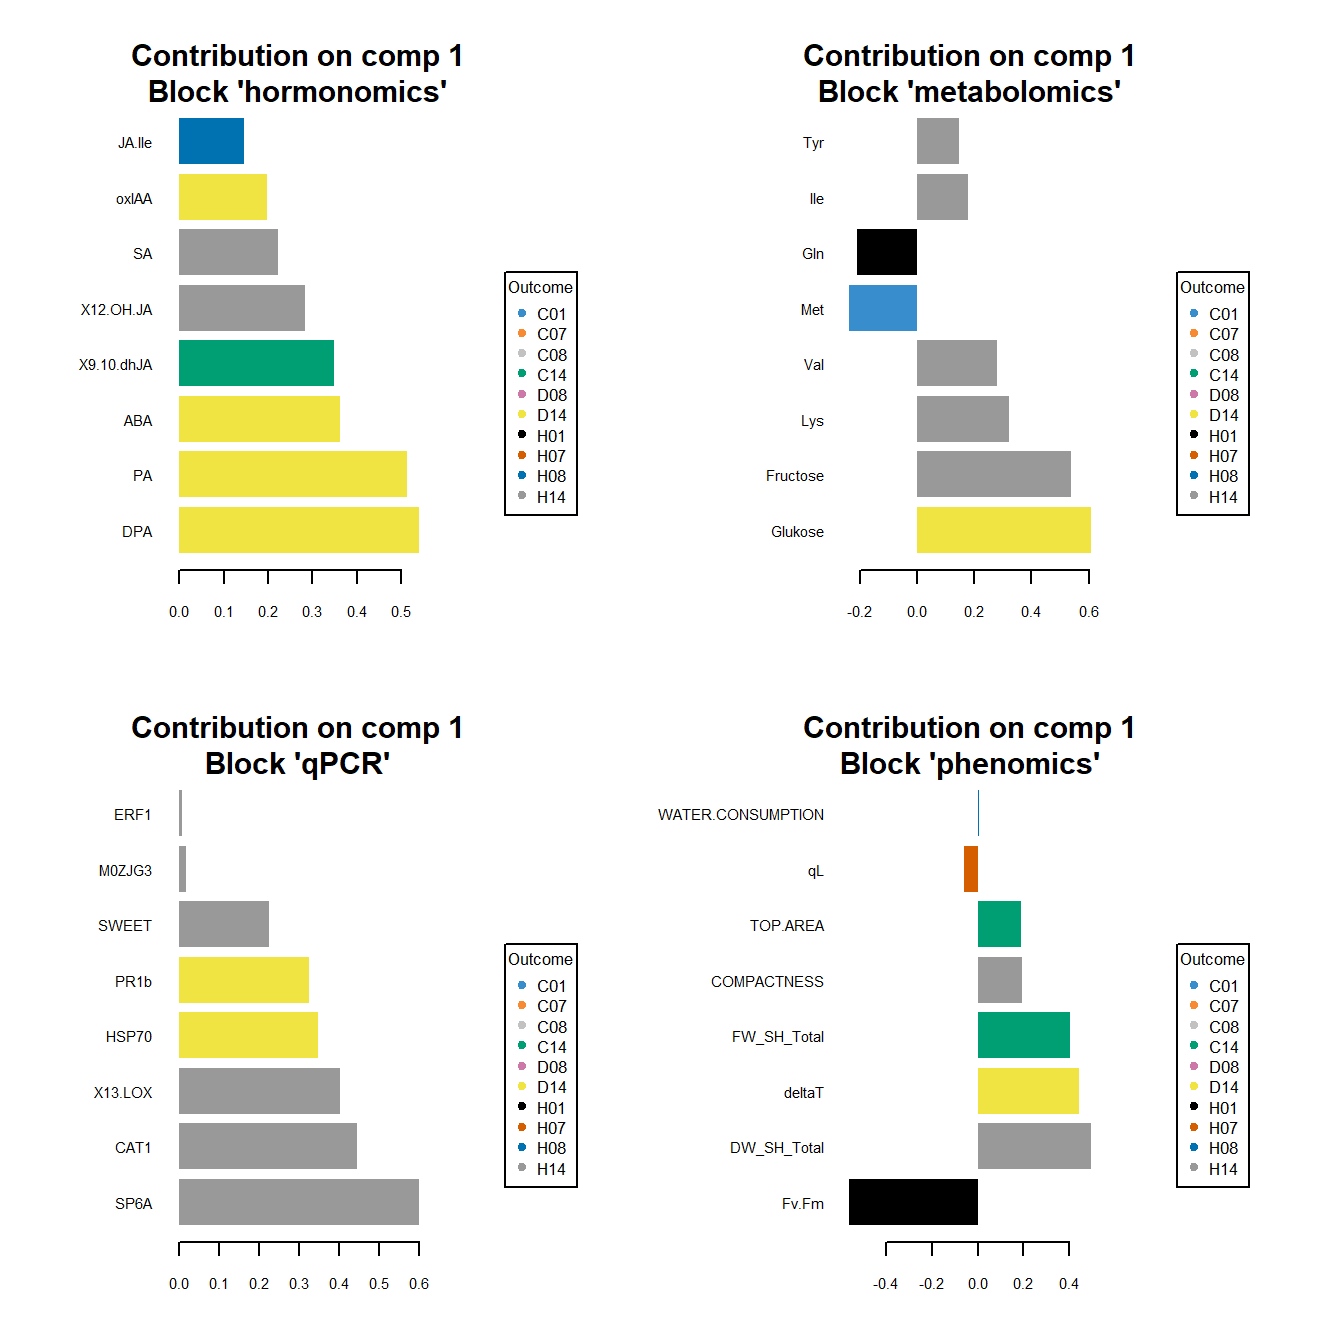 Contribution on comp 1
Block 'hormonomics'
JA.Ile
oxIAA
SA
X12.OH.JA
X9.10.dhJA
ABA
PA
DPA
0.0 0.1 0.2 0.3 0.4 0.5
Outcome
C01
C07
C08
C14
D08
D14
H01
H07
H08
H14
Contribution on comp 1
Block 'metabolomics'
Tyr
Ile
Gln
Met
Val
Lys
Fructose
Glukose
-0.2 0.0 0.2 0.4 0.6
Outcome
C01
C07
C08
C14
D08
D14
H01
H07
H08
H14
Contribution on comp 1
Block 'qPCR'
ERF1
M0ZJG3
SWEET
PR1b
HSP70
X13.LOX
CAT1
SP6A
0.0 0.1 0.2 0.3 0.4 0.5 0.6
Outcome
C01
C07
C08
C14
D08
D14
H01
H07
H08
H14
Contribution on comp 1
Block 'phenomics'
WATER.CONSUMPTION
qL
TOP.AREA
COMPACTNESS
FW_SH_Total
deltaT
DW_SH_Total
Fv.Fm
-0.4 -0.2 0.0 0.2 0.4
Outcome
C01
C07
C08
C14
D08
D14
H01
H07
H08
H14